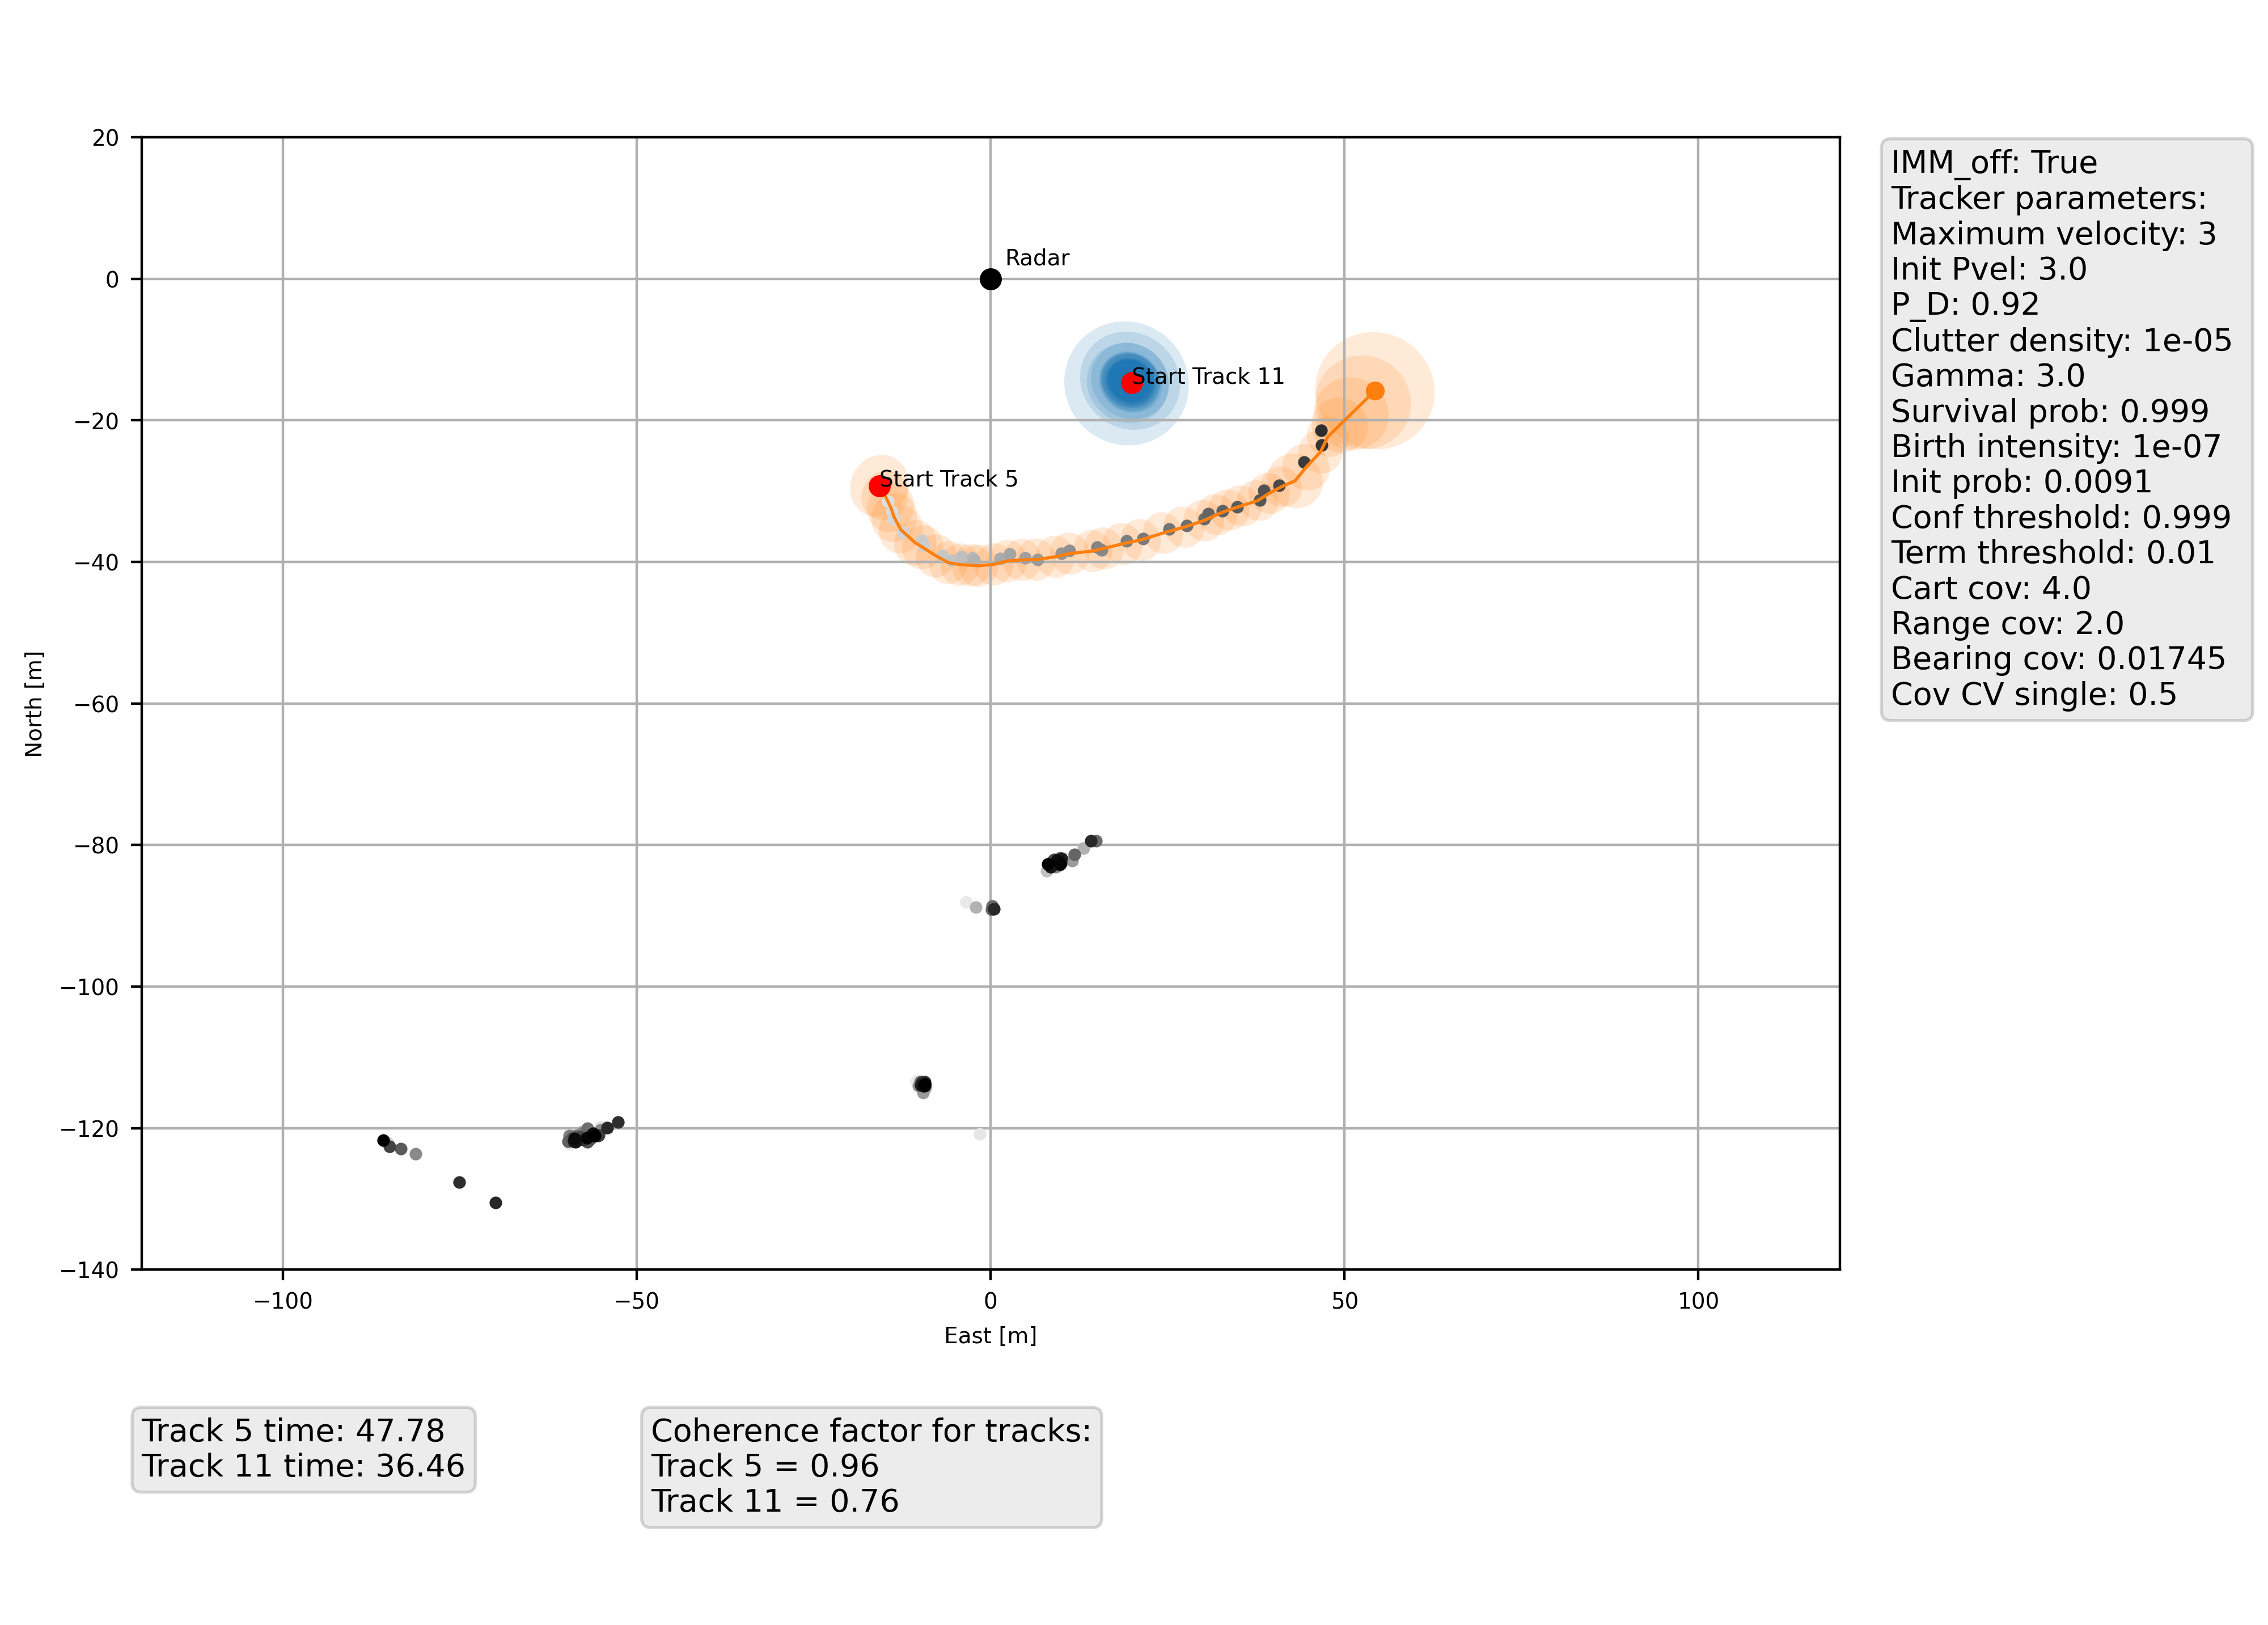 20
0
−20
−40
−60
−80
−100
−120
−140
North [m]
Radar
Start Track 11
Start Track 5
−100
−50
0
50
100
East [m]
IMM_off: True
Tracker parameters:
Maximum velocity: 3
Init Pvel: 3.0
P_D: 0.92
Clutter density: 1e-05
Gamma: 3.0
Survival prob: 0.999
Birth intensity: 1e-07
Init prob: 0.0091
Conf threshold: 0.999
Term threshold: 0.01
Cart cov: 4.0
Range cov: 2.0
Bearing cov: 0.01745
Cov CV single: 0.5
Track 5 time: 47.78
Track 11 time: 36.46
Coherence factor for tracks:
Track 5 = 0.96
Track 11 = 0.76